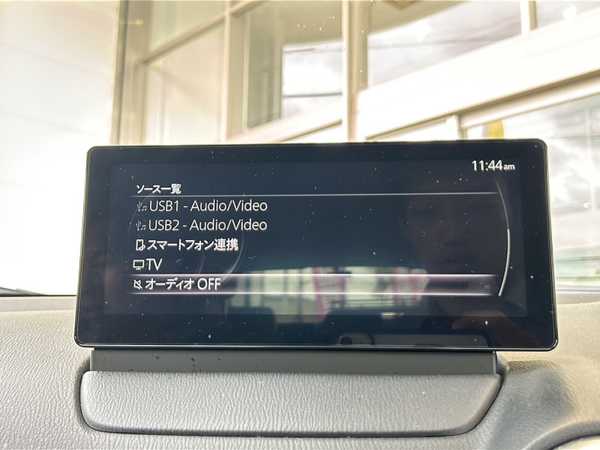 11:44am
ソース一覧
USB1 - Audio/Video
USB2 - Audio/Video
スマートフォン連携
TV
オーディオ OFF